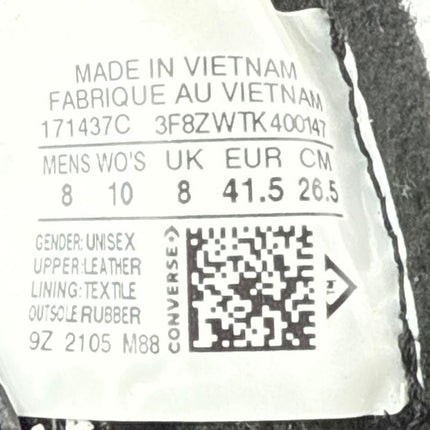 MADE IN VIETNAM
FABRIQUE AU VIETNAM
171437C 3F8ZWTK400147
MENS WO'S UK EUR CM
8 10 8 41.5 26.5
GENDER: UNISEX
UPPER: LEATHER
LINING: TEXTILE
OUTSOLE RUBBER
9Z 2105 M88
CONVERSE
TM